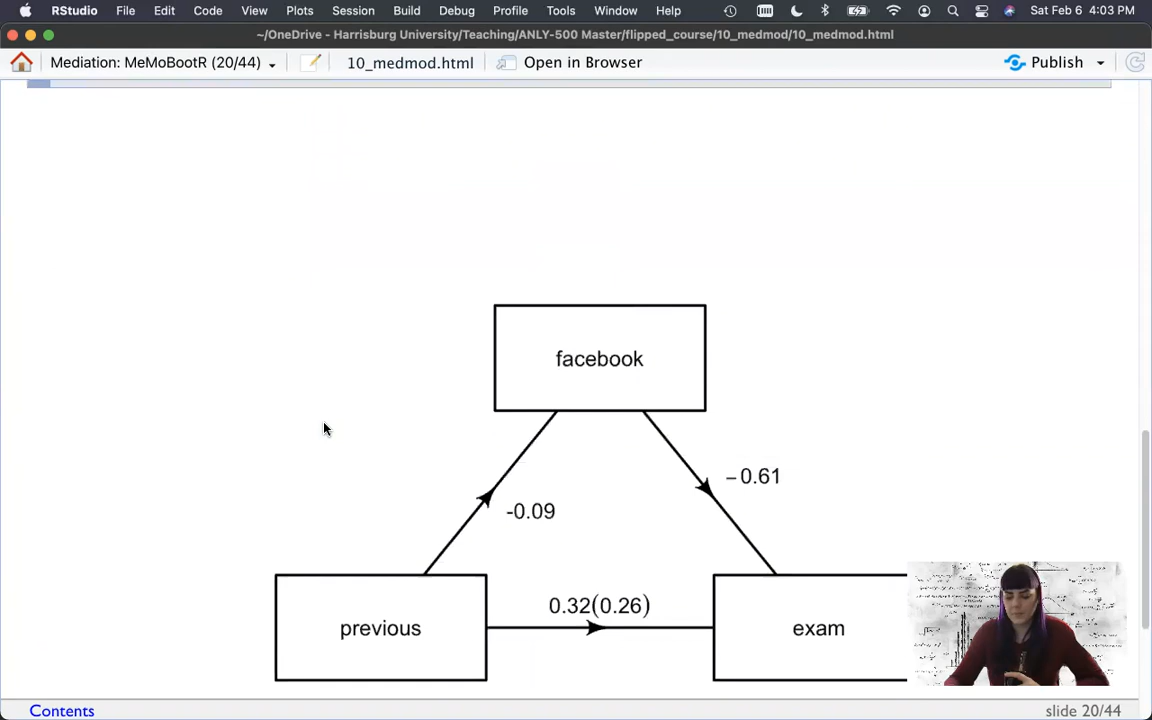 RStudio File Edit Code View Plots Session Build Debug Profile Tools Window Help Sat Feb 6 4:03 PM
~/OneDrive - Harrisburg University/Teaching/ANLY-500 Master/flipped_course/10_medmod/10_medmod.html
Mediation: MeMoBootR (20/44) 10_medmod.html Open in Browser Publish
facebook
-0.61
-0.09
0.32(0.26)
previous
exam
Contents
slide 20/44